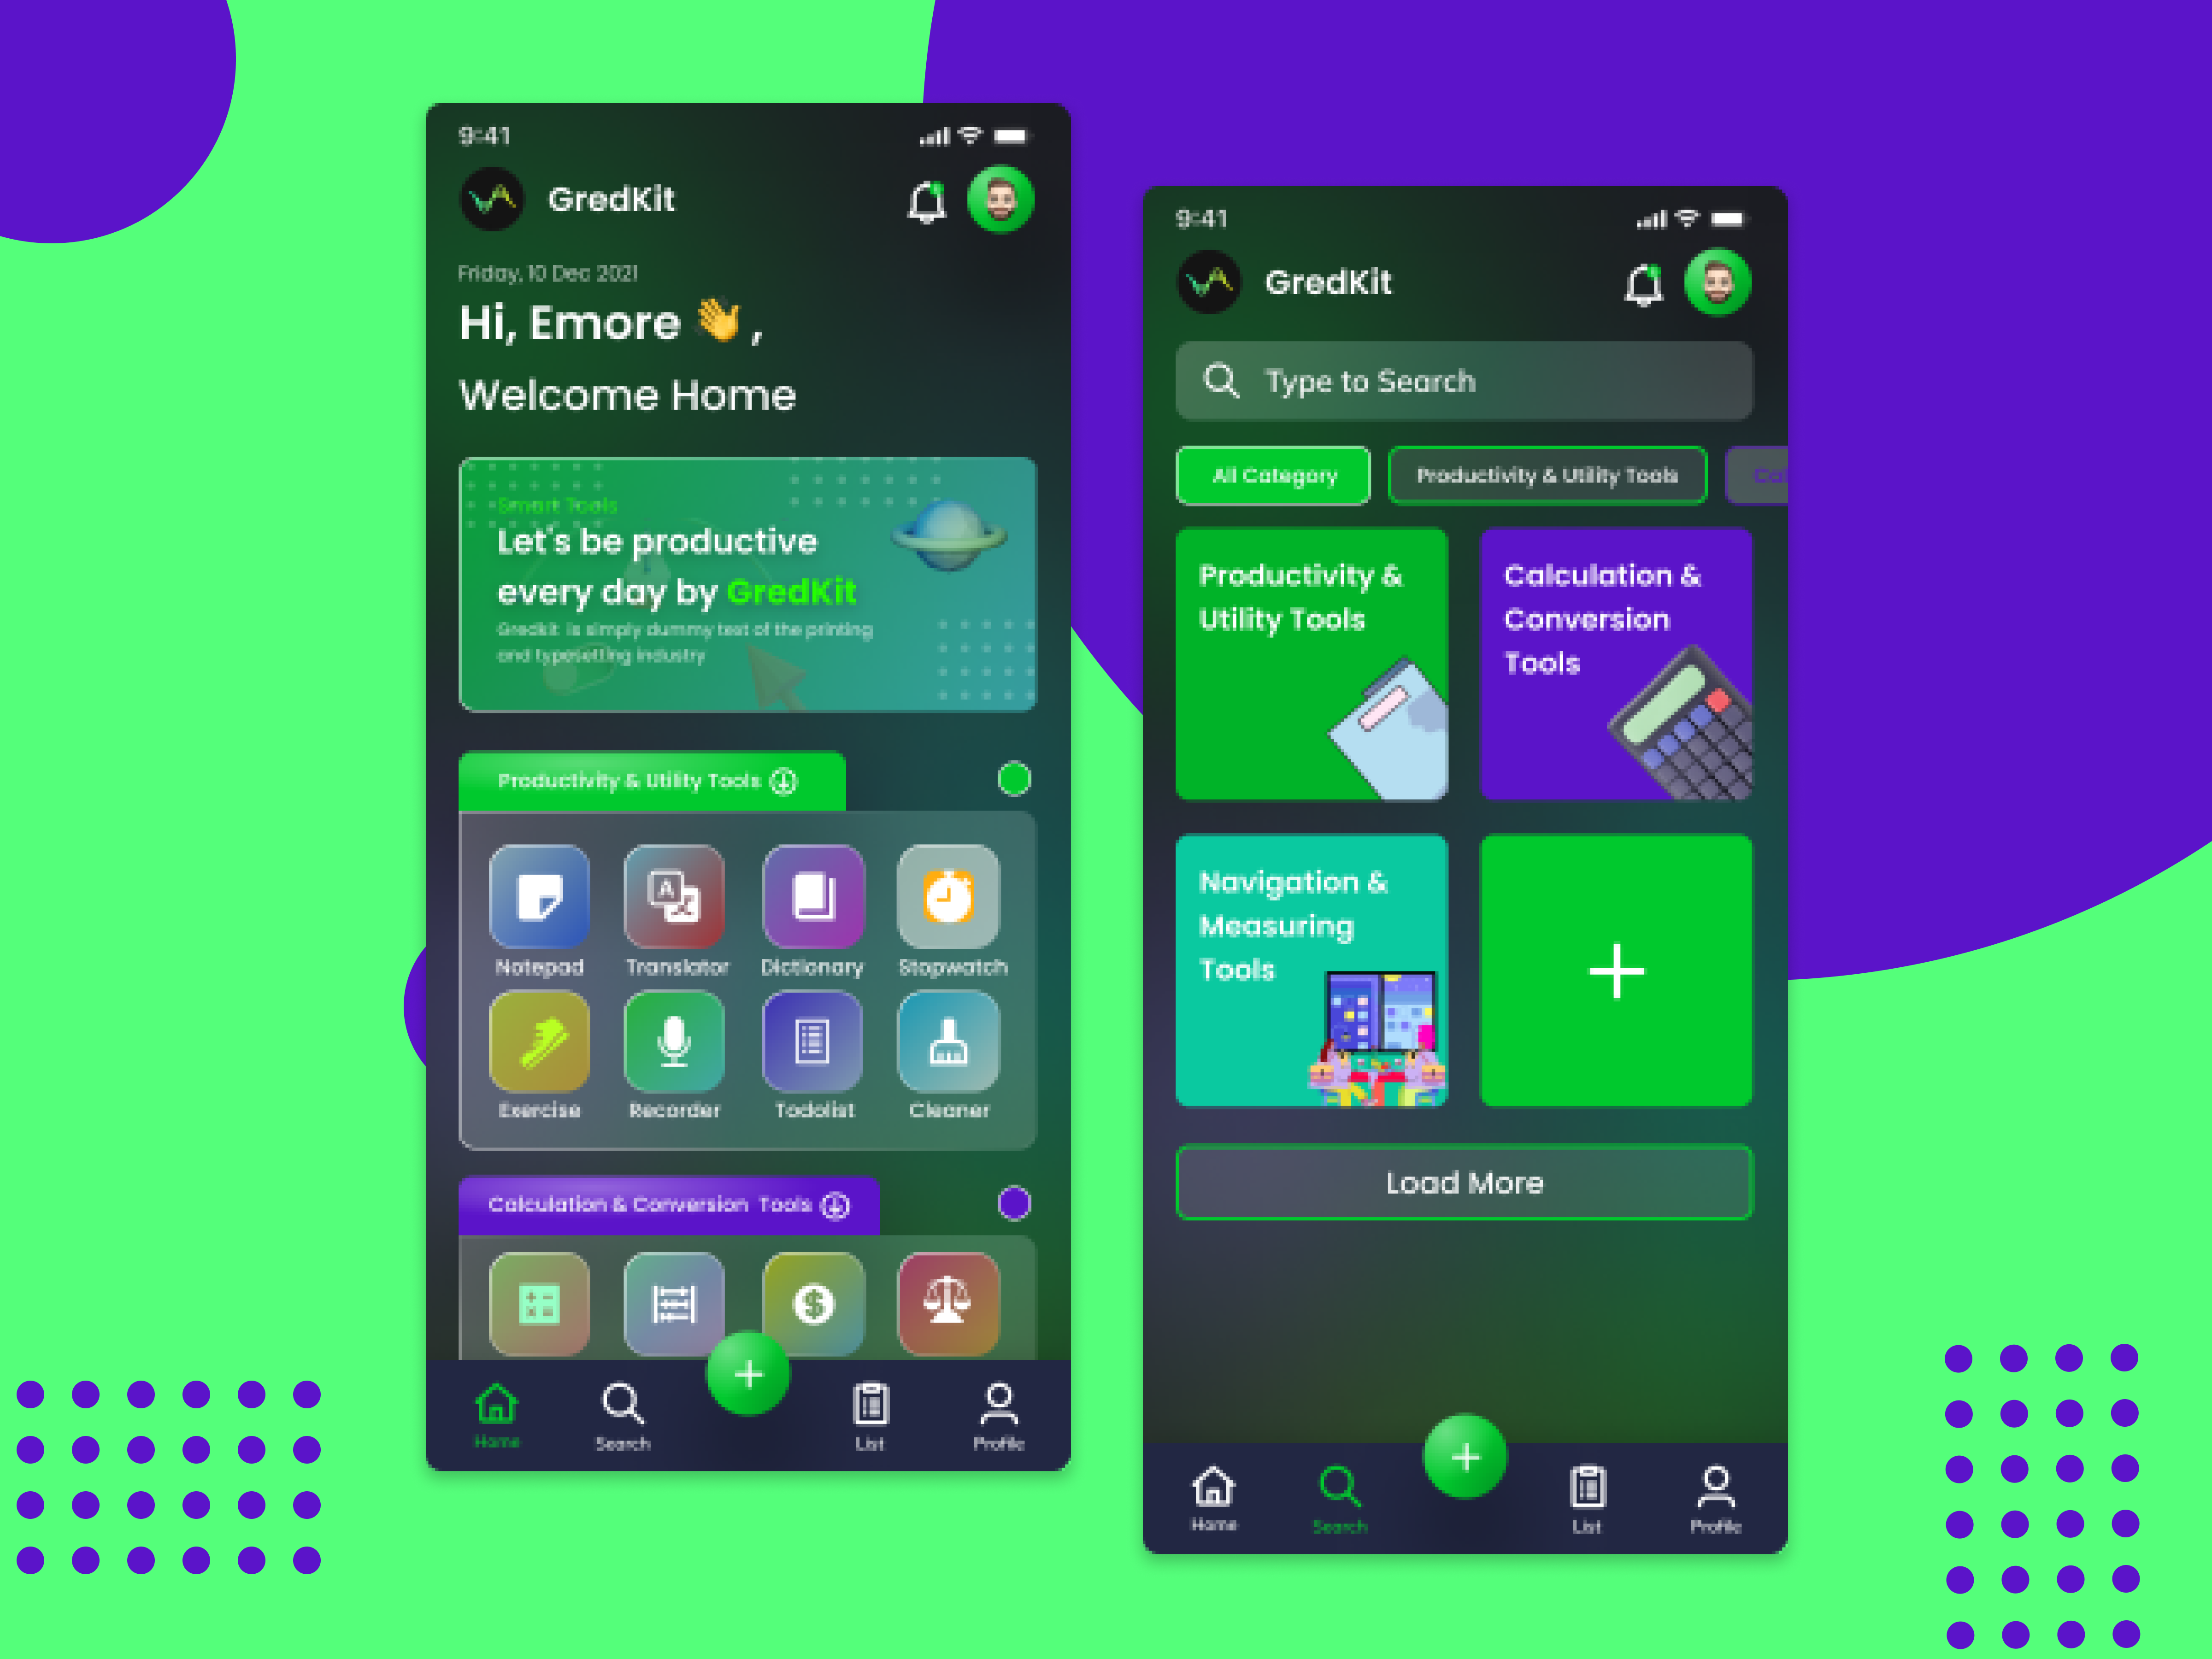 9:41
GredKit
Friday, 10 Dec 2021
Hi, Emore 👋 ,
Welcome Home
Smart Tools
Let's be productive
every day by GredKit
Gredkit is simply dummy text of the printing
and typesetting industry
Productivity & Utility Tools
Notepad Translator Dictionary Stopwatch
Exercise Recorder Todolist Cleaner
Calculation & Conversion Tools
Home Search List Profile
9:41
GredKit
Type to Search
All Category Productivity & Utility Tools Cal
Productivity &
Utility Tools
Calculation &
Conversion
Tools
Navigation &
Measuring
Tools
Load More
Home Search List Profile